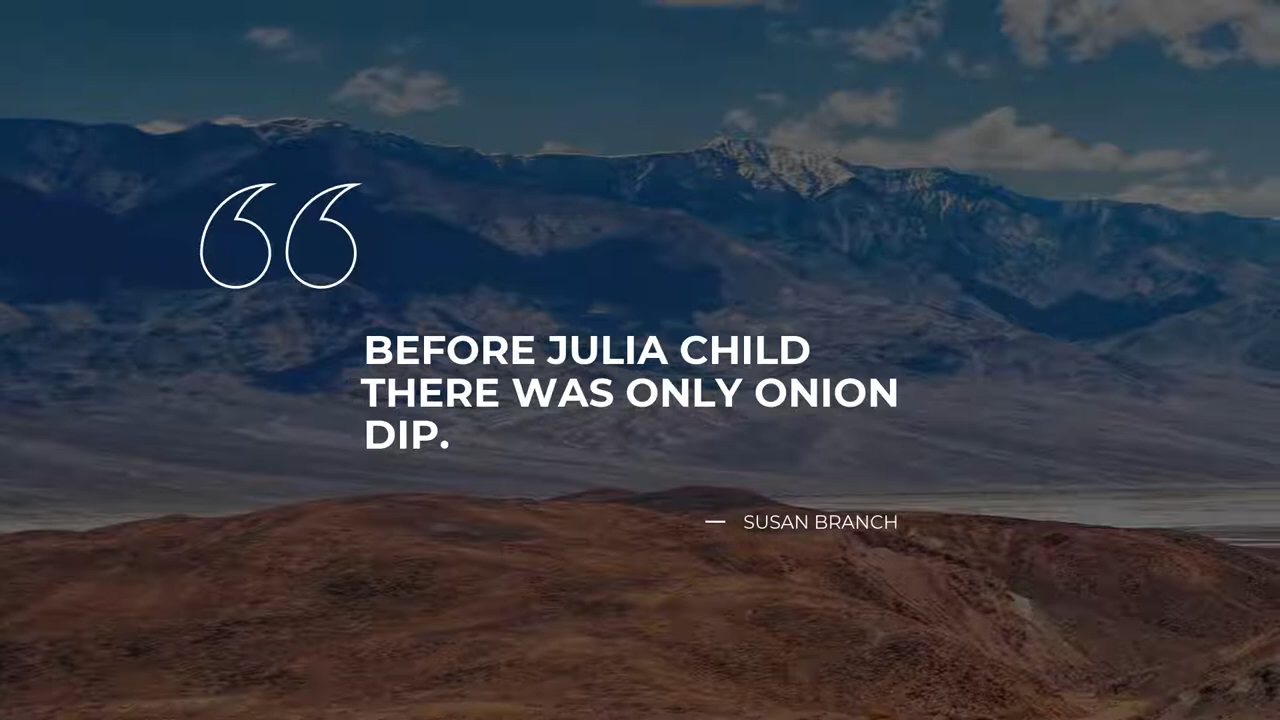 BEFORE JULIA CHILD
THERE WAS ONLY ONION
DIP.
— SUSAN BRANCH